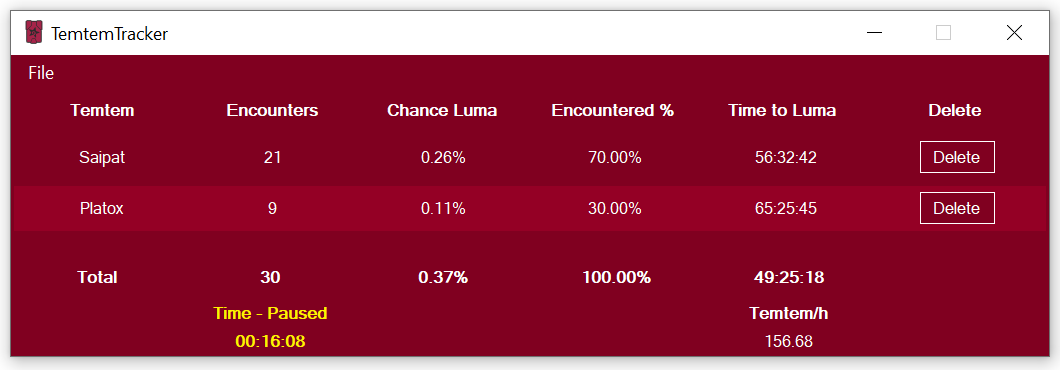 TemtemTracker
File
Temtem Encounters Chance Luma Encountered % Time to Luma Delete
Saipat 21 0.26% 70.00% 56:32:42 Delete
Platox 9 0.11% 30.00% 65:25:45 Delete
Total 30 0.37% 100.00% 49:25:18
Time - Paused Temtem/h
00:16:08 156.68